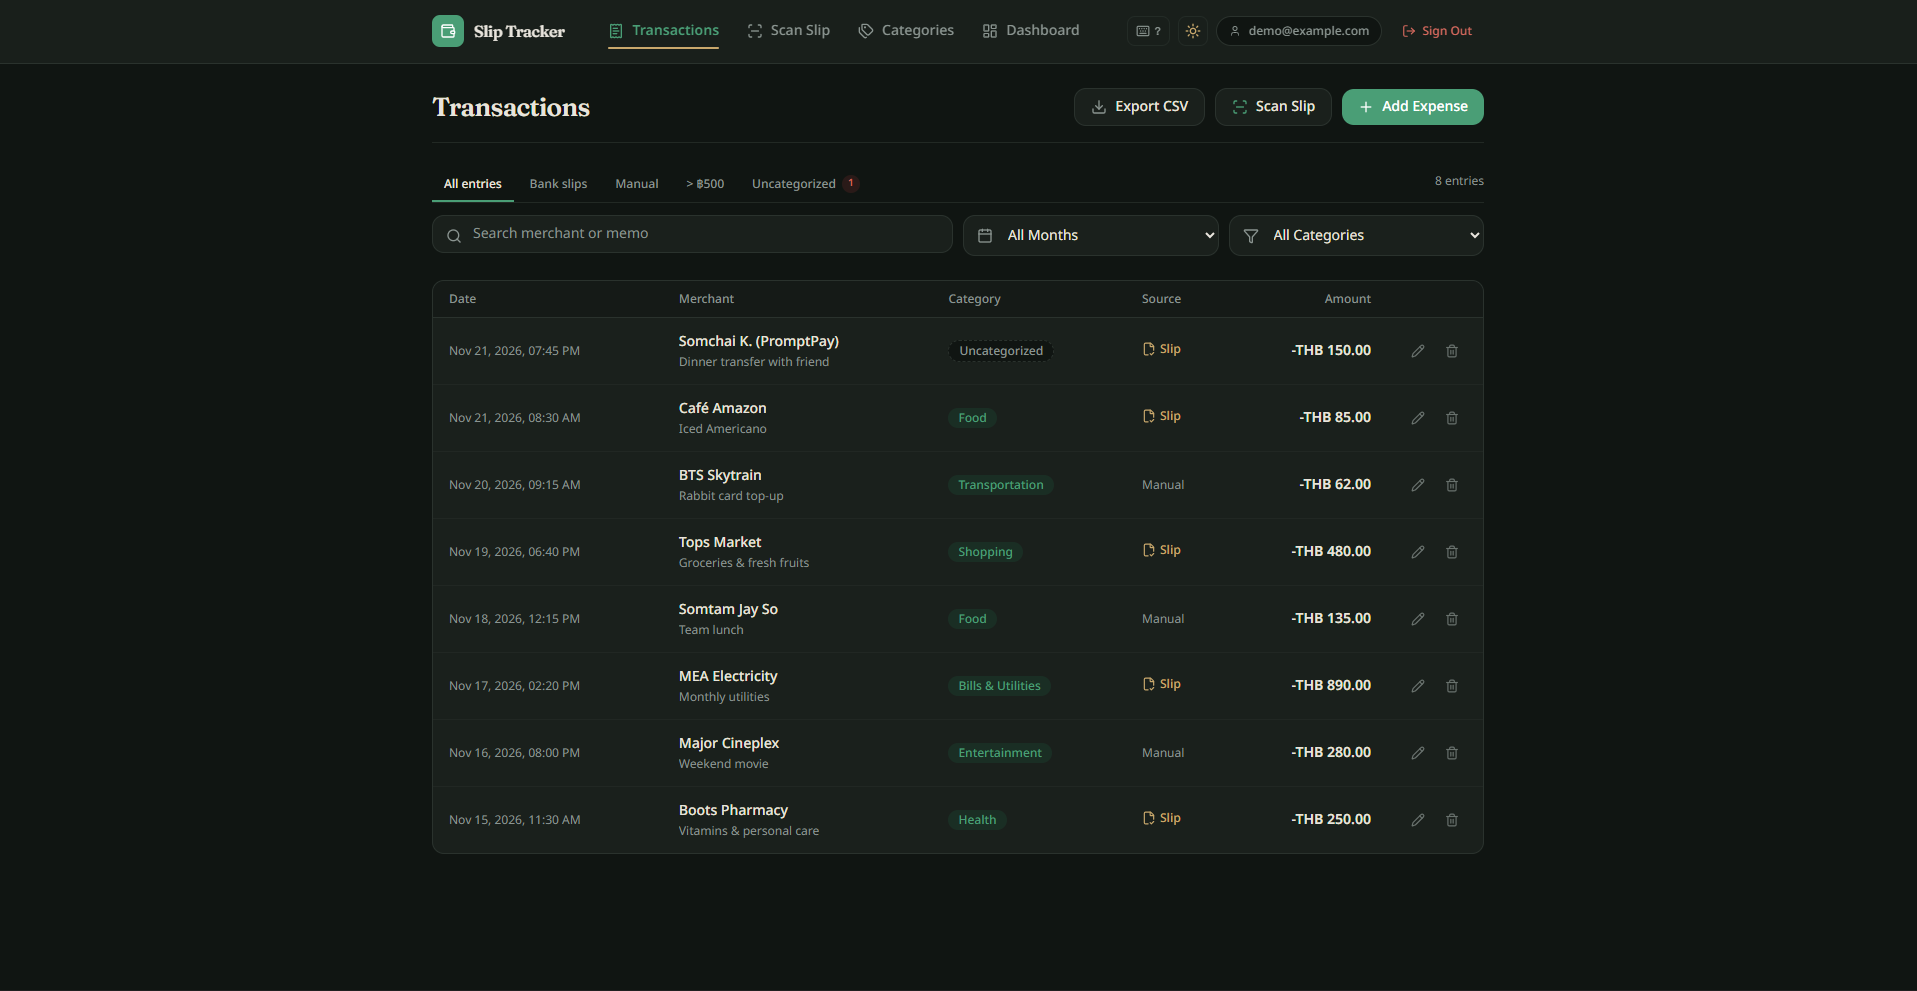 Slip Tracker
Transactions
Scan Slip
Categories
Dashboard
?
demo@example.com
Sign Out
Transactions
Export CSV
Scan Slip
+ Add Expense
All entries
Bank slips
Manual
> ฿500
Uncategorized 1
8 entries
Search merchant or memo
All Months
All Categories
Date Merchant Category Source Amount
Nov 21, 2026, 07:45 PM
Somchai K. (PromptPay)
Dinner transfer with friend
Uncategorized
Slip
-THB 150.00
Nov 21, 2026, 08:30 AM
Café Amazon
Iced Americano
Food
Slip
-THB 85.00
Nov 20, 2026, 09:15 AM
BTS Skytrain
Rabbit card top-up
Transportation
Manual
-THB 62.00
Nov 19, 2026, 06:40 PM
Tops Market
Groceries & fresh fruits
Shopping
Slip
-THB 480.00
Nov 18, 2026, 12:15 PM
Somtam Jay So
Team lunch
Food
Manual
-THB 135.00
Nov 17, 2026, 02:20 PM
MEA Electricity
Monthly utilities
Bills & Utilities
Slip
-THB 890.00
Nov 16, 2026, 08:00 PM
Major Cineplex
Weekend movie
Entertainment
Manual
-THB 280.00
Nov 15, 2026, 11:30 AM
Boots Pharmacy
Vitamins & personal care
Health
Slip
-THB 250.00